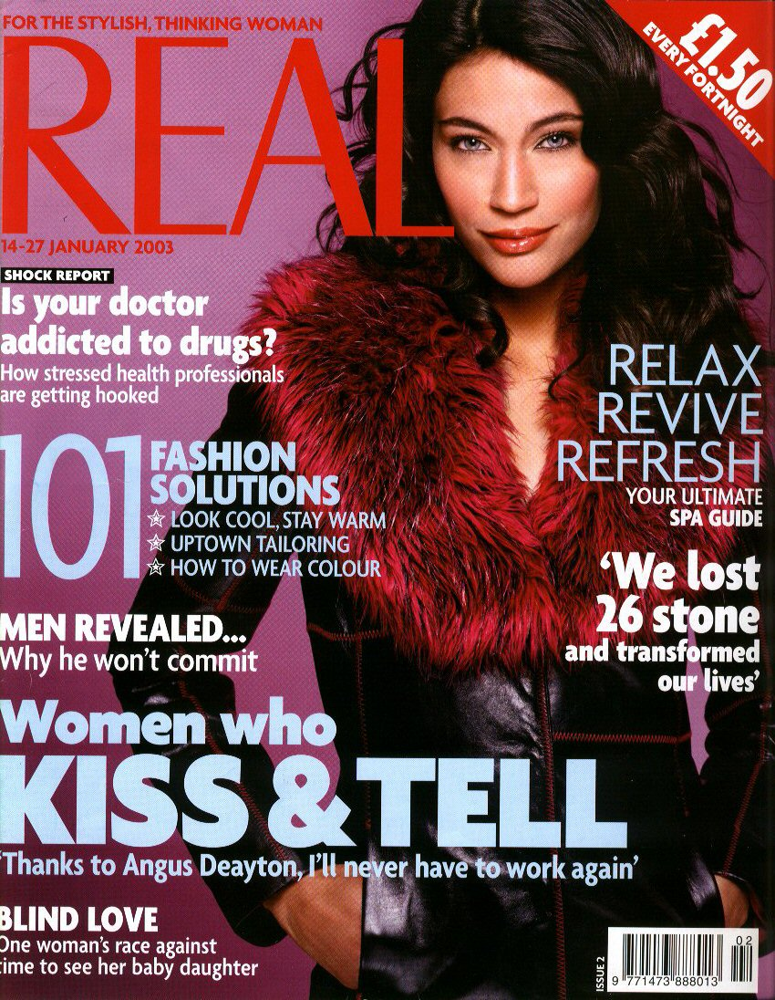 FOR THE STYLISH, THINKING WOMAN
REAL
14-27 JANUARY 2003
£1.50
EVERY FORTNIGHT
SHOCK REPORT
Is your doctor
addicted to drugs?
How stressed health professionals
are getting hooked
101 FASHION
SOLUTIONS
LOOK COOL, STAY WARM
UPTOWN TAILORING
HOW TO WEAR COLOUR
RELAX
REVIVE
REFRESH
YOUR ULTIMATE
SPA GUIDE
‘We lost
26 stone
and transformed
our lives’
MEN REVEALED...
Why he won’t commit
Women who
KISS & TELL
‘Thanks to Angus Deayton, I’ll never have to work again’
BLIND LOVE
One woman’s race against
time to see her baby daughter
ISSUE 2
02
9 771473 888013